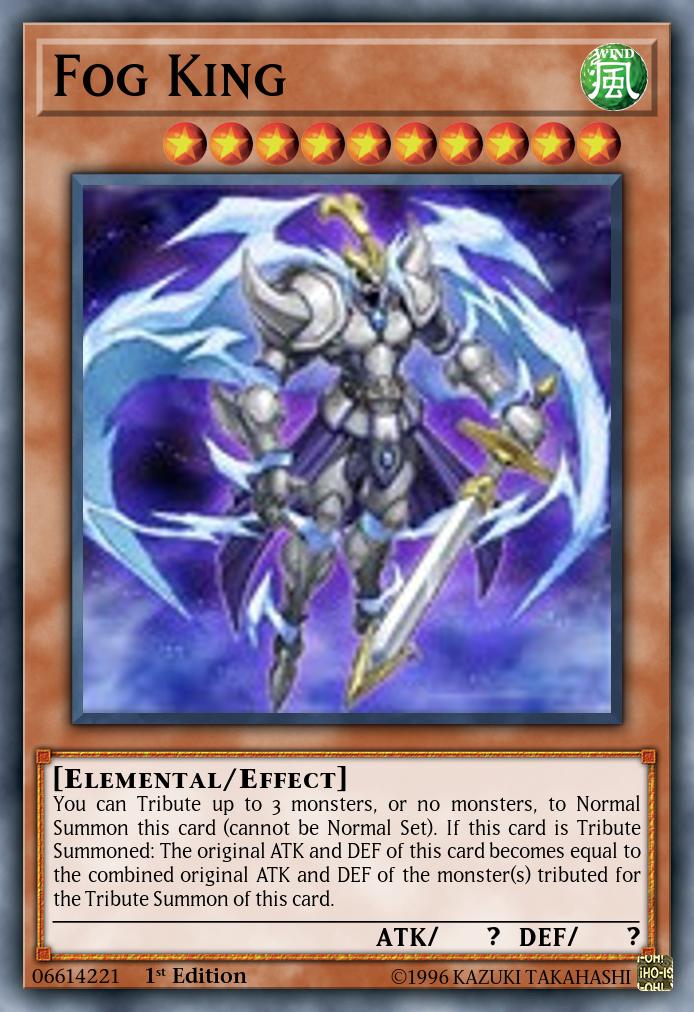 Fog King
WIND
風
[Elemental/Effect]
You can Tribute up to 3 monsters, or no monsters, to Normal
Summon this card (cannot be Normal Set). If this card is Tribute
Summoned: The original ATK and DEF of this card becomes equal to
the combined original ATK and DEF of the monster(s) tributed for
the Tribute Summon of this card.
ATK/ ? DEF/ ?
06614221 1st Edition ©1996 KAZUKI TAKAHASHI